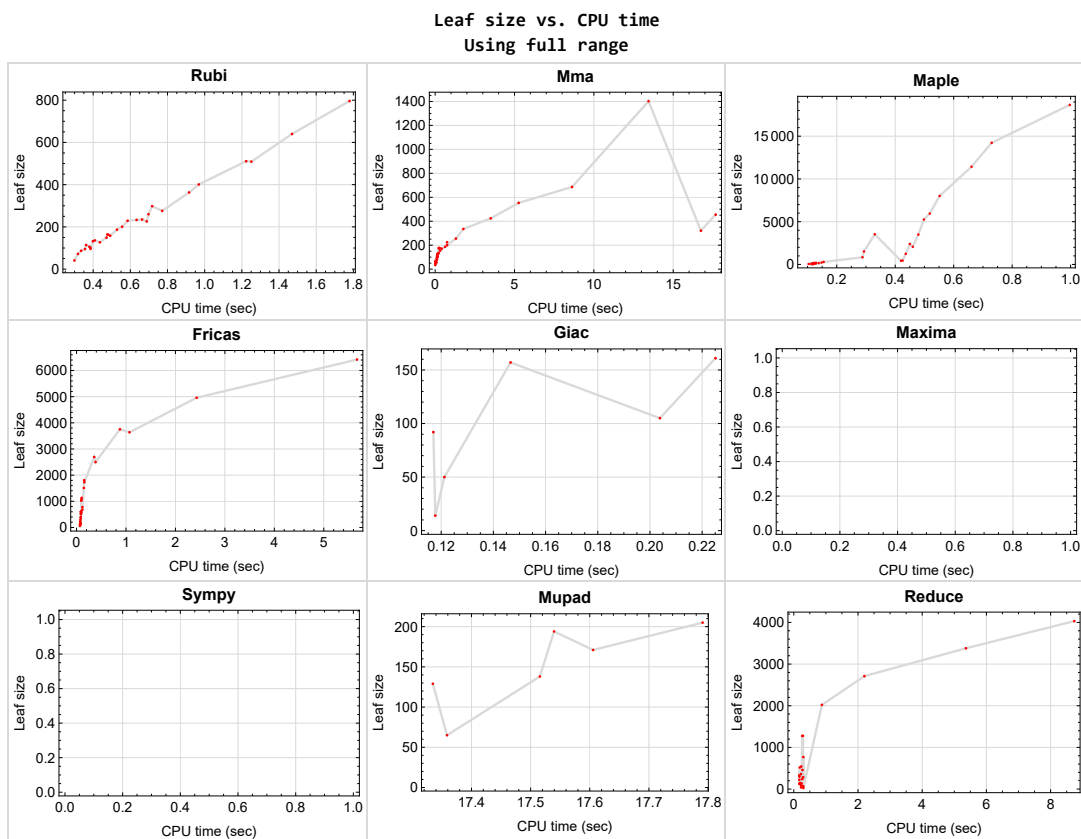 Leaf size vs. CPU time
Using full range
Rubi
800
600
400
200
0
Leaf size
0.4 0.6 0.8 1.0 1.2 1.4 1.6 1.8
CPU time (sec)
Mma
1400
1200
1000
800
600
400
200
0
Leaf size
0 5 10 15
CPU time (sec)
Maple
15 000
10 000
5000
0
Leaf size
0.2 0.4 0.6 0.8 1.0
CPU time (sec)
Fricas
6000
5000
4000
3000
2000
1000
0
Leaf size
0 1 2 3 4 5
CPU time (sec)
Giac
150
100
50
0
Leaf size
0.12 0.14 0.16 0.18 0.20 0.22
CPU time (sec)
Maxima
1.0
0.8
0.6
0.4
0.2
0.0
Leaf size
0.0 0.2 0.4 0.6 0.8 1.0
CPU time (sec)
Sympy
1.0
0.8
0.6
0.4
0.2
0.0
Leaf size
0.0 0.2 0.4 0.6 0.8 1.0
CPU time (sec)
Mupad
200
150
100
50
0
Leaf size
17.4 17.5 17.6 17.7 17.8
CPU time (sec)
Reduce
4000
3000
2000
1000
0
Leaf size
0 2 4 6 8
CPU time (sec)